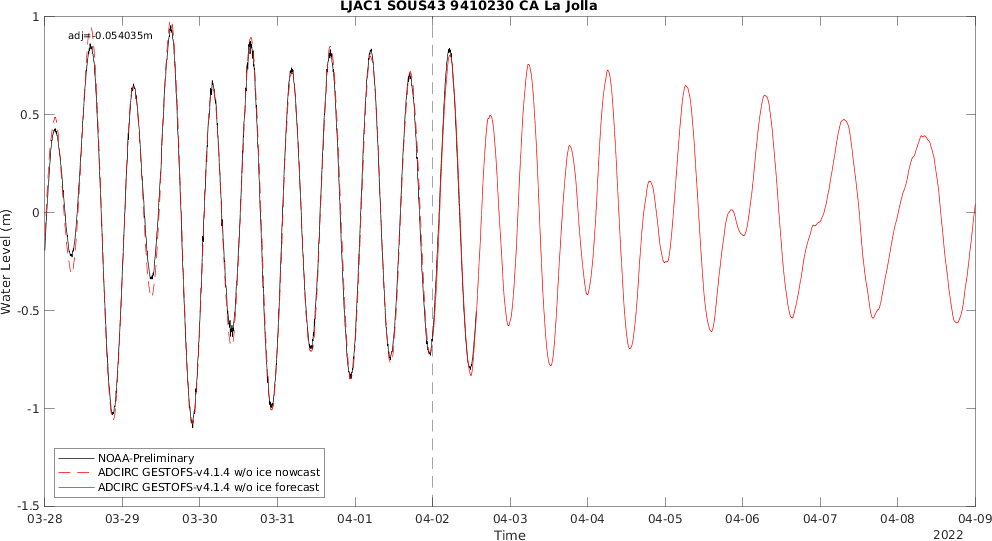 LJAC1 SOUS43 9410230 CA La Jolla
adj=-0.054035m
1
0.5
0
-0.5
-1
-1.5
Water Level (m)
NOAA-Preliminary
ADCIRC GESTOFS-v4.1.4 w/o ice nowcast
ADCIRC GESTOFS-v4.1.4 w/o ice forecast
03-28 03-29 03-30 03-31 04-01 04-02 04-03 04-04 04-05 04-06 04-07 04-08 04-09
Time
2022